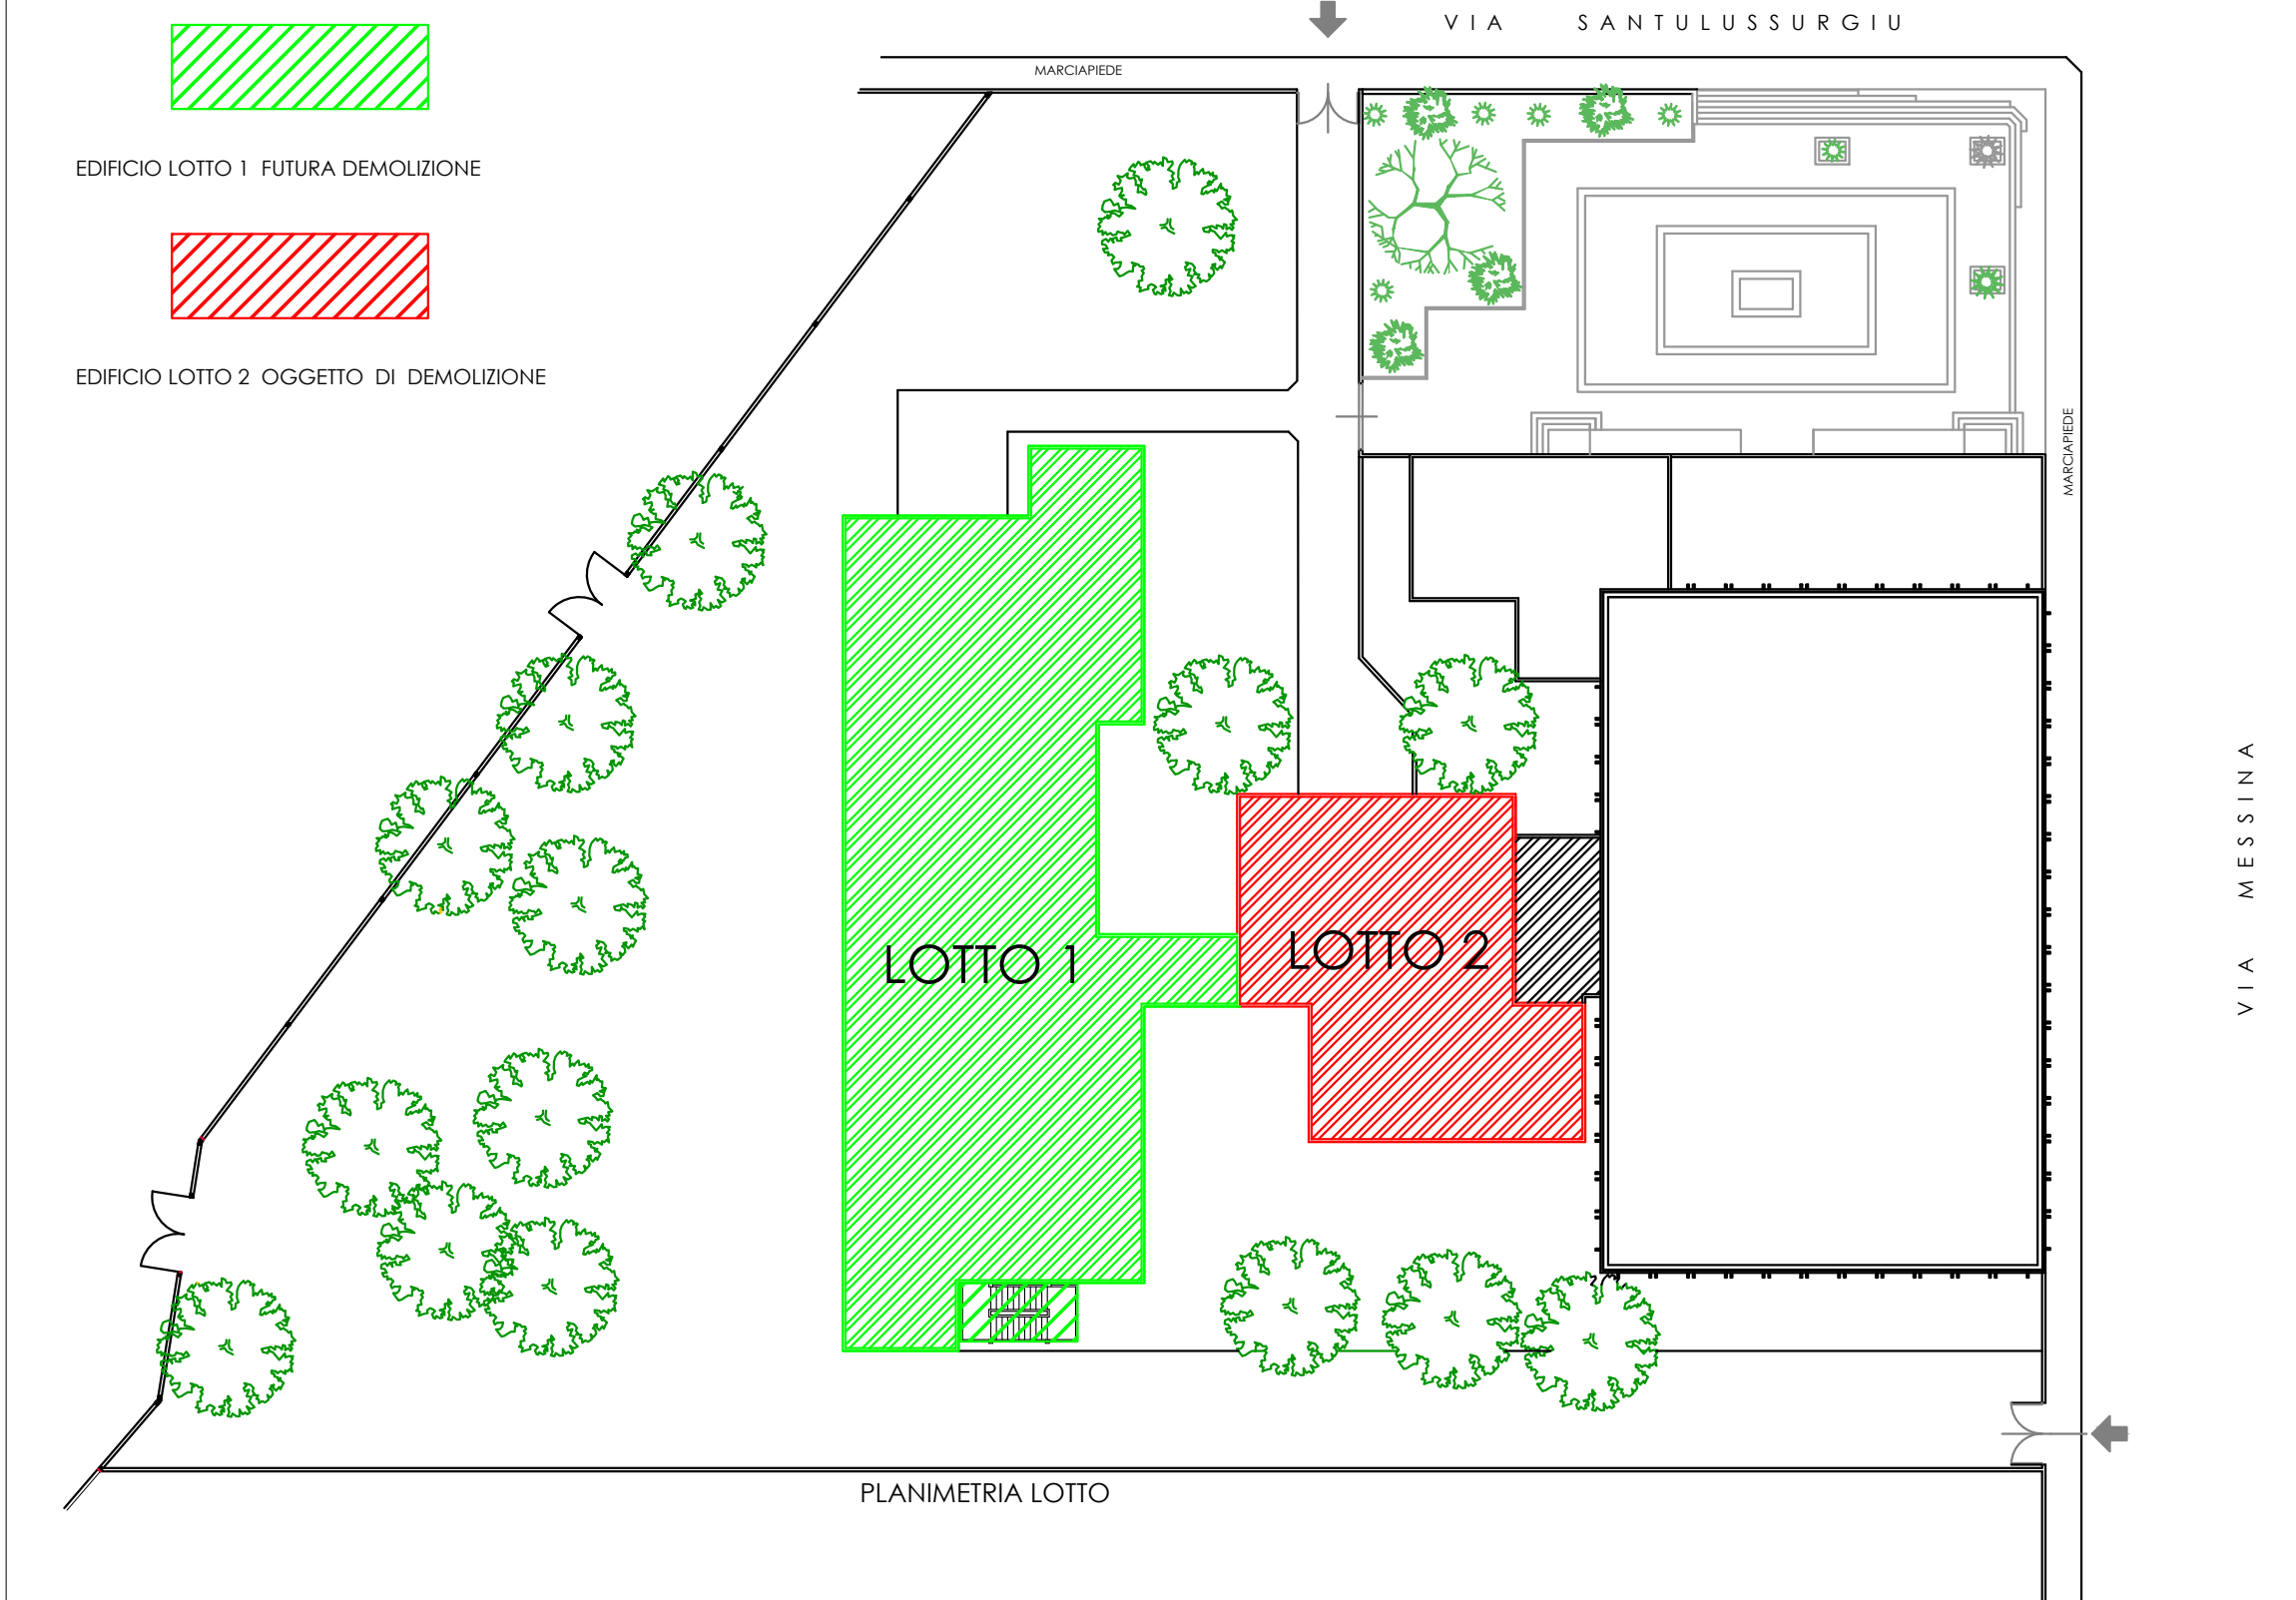 VIA SANTULUSSURGIU
MARCIAPIEDE
EDIFICIO LOTTO 1 FUTURA DEMOLIZIONE
EDIFICIO LOTTO 2 OGGETTO DI DEMOLIZIONE
MARCIAPIEDE
VIA MESSINA
LOTTO 1
LOTTO 2
PLANIMETRIA LOTTO